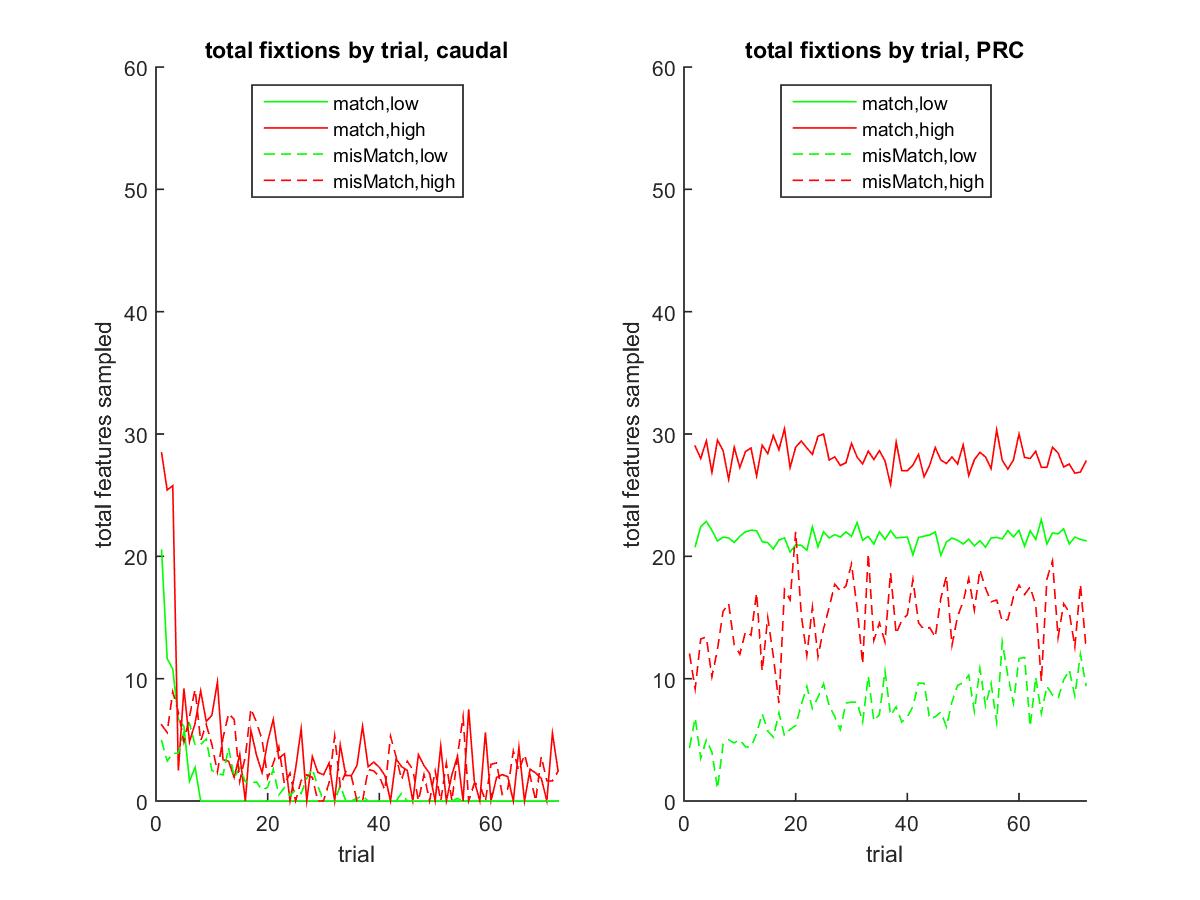 total fixtions by trial, caudal
60
50
40
30
20
10
0
0 20 40 60
total features sampled
trial
match,low
match,high
misMatch,low
misMatch,high
total fixtions by trial, PRC
60
50
40
30
20
10
0
0 20 40 60
total features sampled
trial
match,low
match,high
misMatch,low
misMatch,high